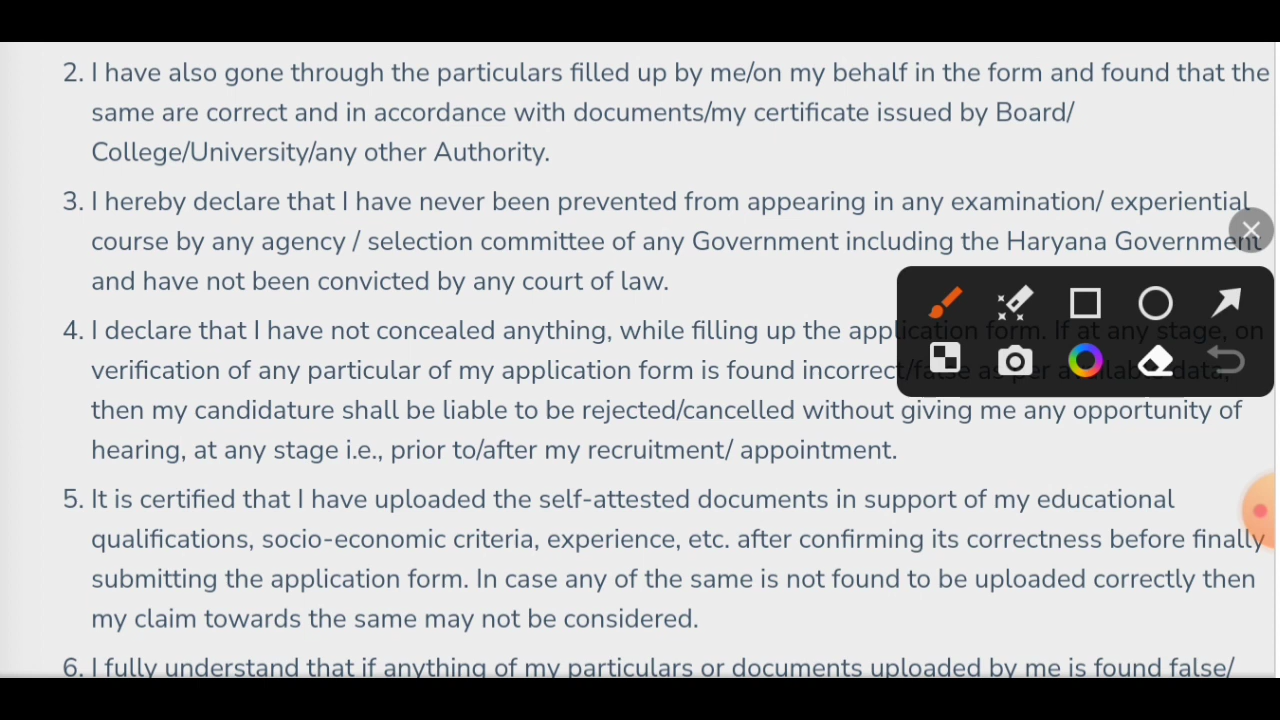 2. I have also gone through the particulars filled up by me/on my behalf in the form and found that the
same are correct and in accordance with documents/my certificate issued by Board/
College/University/any other Authority.
3. I hereby declare that I have never been prevented from appearing in any examination/ experiential
course by any agency / selection committee of any Government including the Haryana Government
and have not been convicted by any court of law.
4. I declare that I have not concealed anything, while filling up the application form. If at any stage, on
verification of any particular of my application form is found incorrect/false as per available data,
then my candidature shall be liable to be rejected/cancelled without giving me any opportunity of
hearing, at any stage i.e., prior to/after my recruitment/ appointment.
5. It is certified that I have uploaded the self-attested documents in support of my educational
qualifications, socio-economic criteria, experience, etc. after confirming its correctness before finally
submitting the application form. In case any of the same is not found to be uploaded correctly then
my claim towards the same may not be considered.
6. I fully understand that if anything of my particulars or documents uploaded by me is found false/